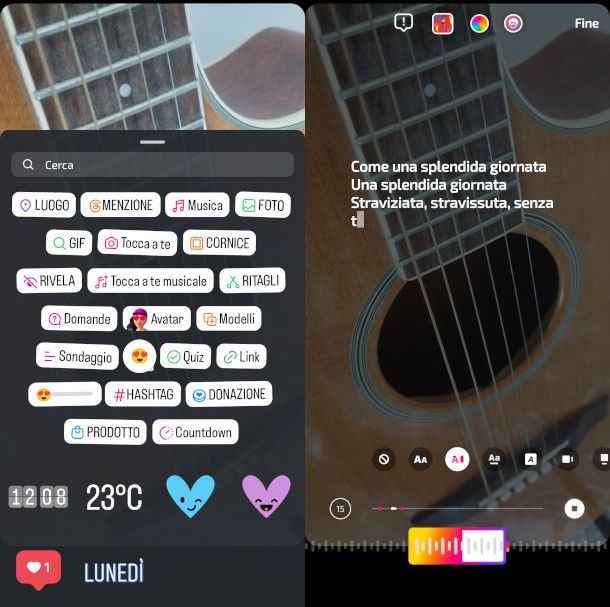 Cerca
LUOGO
MENZIONE
Musica
FOTO
GIF
Tocca a te
CORNICE
RIVELA
Tocca a te musicale
RITAGLI
Domande
Avatar
Modelli
Sondaggio
Quiz
Link
#HASHTAG
DONAZIONE
PRODOTTO
Countdown
12 08
23°C
1
LUNEDÌ
Fine
Come una splendida giornata
Una splendida giornata
Straviziata, stravissuta, senza
t
AA
A
Aa
A
15